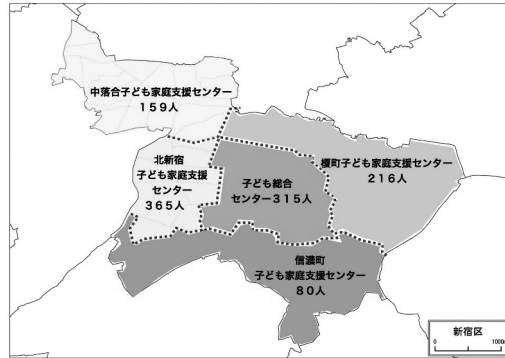 中落合子ども家庭支援センター
159人
北新宿
子ども家庭支援
センター
365人
子ども総合
センター315人
榎町子ども家庭支援センター
216人
信濃町
子ども家庭支援センター
80人
新宿区
0 1000m